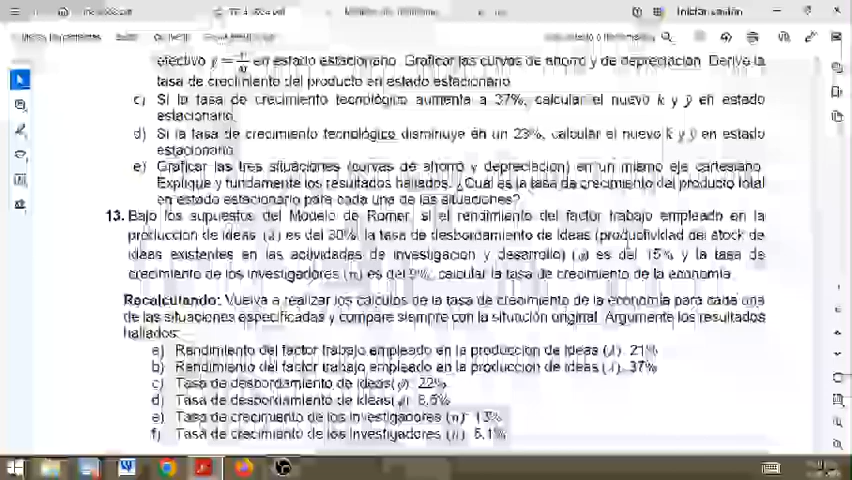 Iniciar sesión
efectivo ŷ = en estado estacionario. Graficar las curvas de ahorro y de depreciación. Derive la
tasa de crecimiento del producto en estado estacionario
c) Si la tasa de crecimiento tecnológico aumenta a 37%, calcular el nuevo k y ŷ en estado
estacionario.
d) Si la tasa de crecimiento tecnológico disminuye en un 23%, calcular el nuevo k y ŷ en estado
estacionario
e) Graficar las tres situaciones (curvas de ahorro y depreciación) en un mismo eje cartesiano.
Explique y fundamente los resultados hallados. ¿Cuál es la tasa de crecimiento del producto total
en estado estacionario para cada una de las situaciones?
13. Bajo los supuestos del Modelo de Romer, si el rendimiento del factor trabajo empleado en la
producción de ideas (λ) es del 30%, la tasa de desbordamiento de ideas (productividad del stock de
ideas existentes en las actividades de investigación y desarrollo) (φ) es del 15% y la tasa de
crecimiento de los investigadores (n) es del 9%, calcular la tasa de crecimiento de la economía.
Recalculando: Vuelva a realizar los cálculos de la tasa de crecimiento de la economía para cada una
de las situaciones especificadas y compare siempre con la situación original. Argumente los resultados
hallados:
a) Rendimiento del factor trabajo empleado en la producción de ideas (λ): 21%
b) Rendimiento del factor trabajo empleado en la producción de ideas (λ): 37%
c) Tasa de desbordamiento de ideas(φ): 22%
d) Tasa de desbordamiento de ideas(φ):
e) Tasa de crecimiento de los investigadores (n): 13%
f) Tasa de crecimiento de los investigadores (n): 5.1%